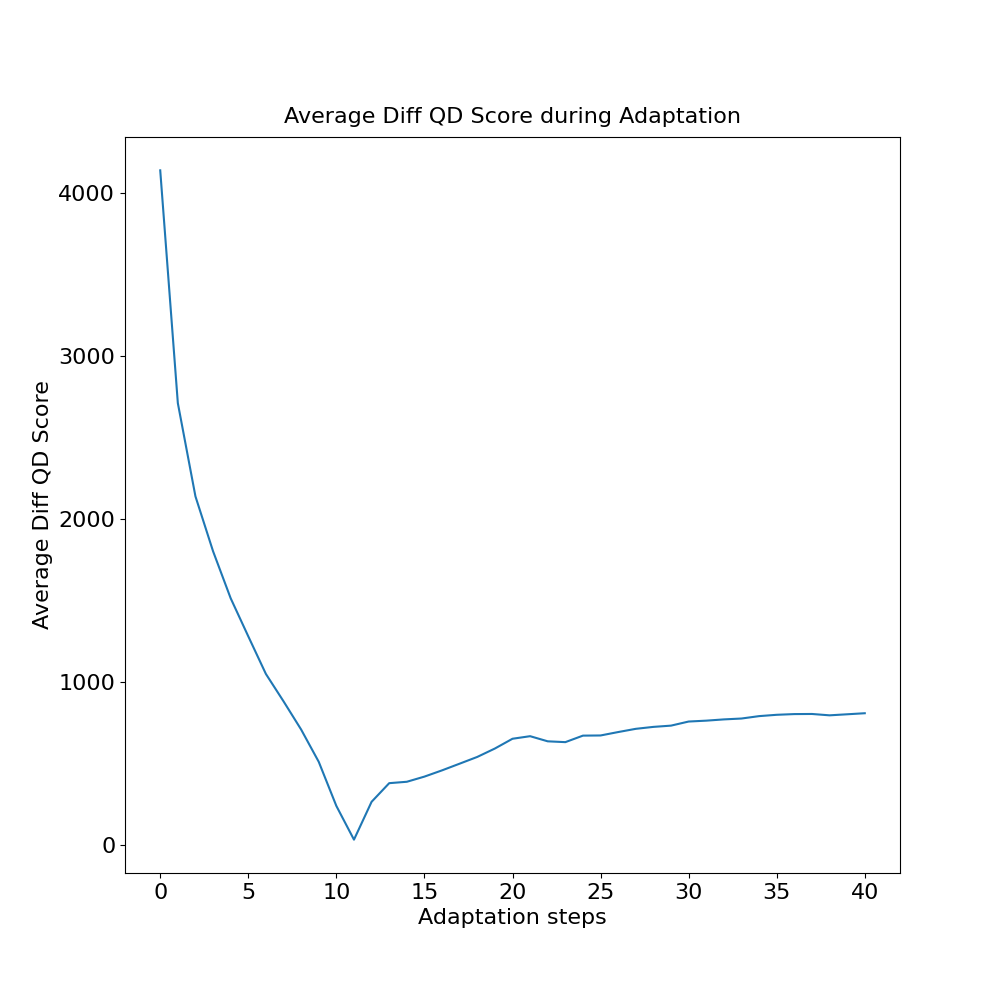 Average Diff QD Score during Adaptation
4000
3000
2000
1000
0
Average Diff QD Score
0 5 10 15 20 25 30 35 40
Adaptation steps